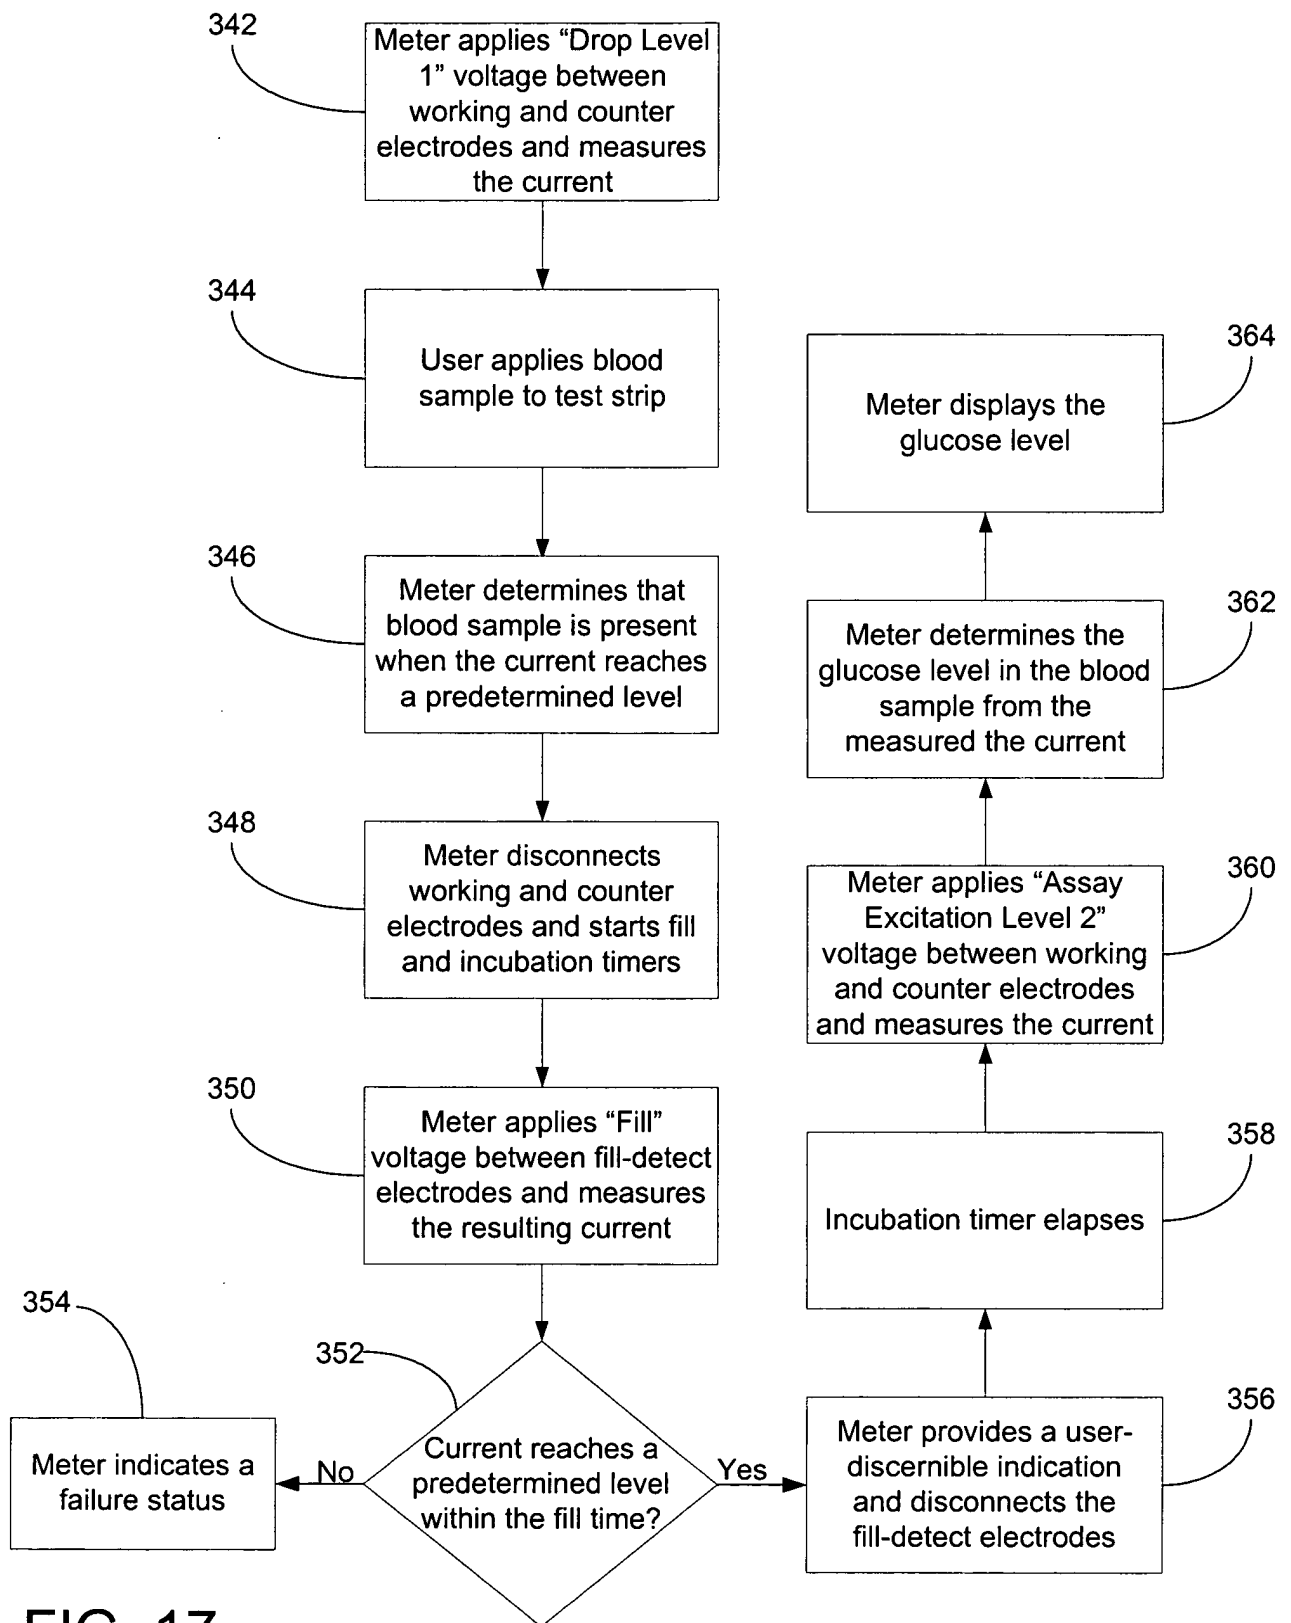 342
Meter applies “Drop Level
1” voltage between
working and counter
electrodes and measures
the current
344
User applies blood
sample to test strip
346
Meter determines that
blood sample is present
when the current reaches
a predetermined level
348
Meter disconnects
working and counter
electrodes and starts fill
and incubation timers
350
Meter applies “Fill”
voltage between fill-detect
electrodes and measures
the resulting current
352
Current reaches a
predetermined level
within the fill time?
No
354
Meter indicates a
failure status
Yes
356
Meter provides a user-
discernible indication
and disconnects the
fill-detect electrodes
358
Incubation timer elapses
360
Meter applies “Assay
Excitation Level 2”
voltage between working
and counter electrodes
and measures the current
362
Meter determines the
glucose level in the blood
sample from the
measured the current
364
Meter displays the
glucose level
FIG. 17